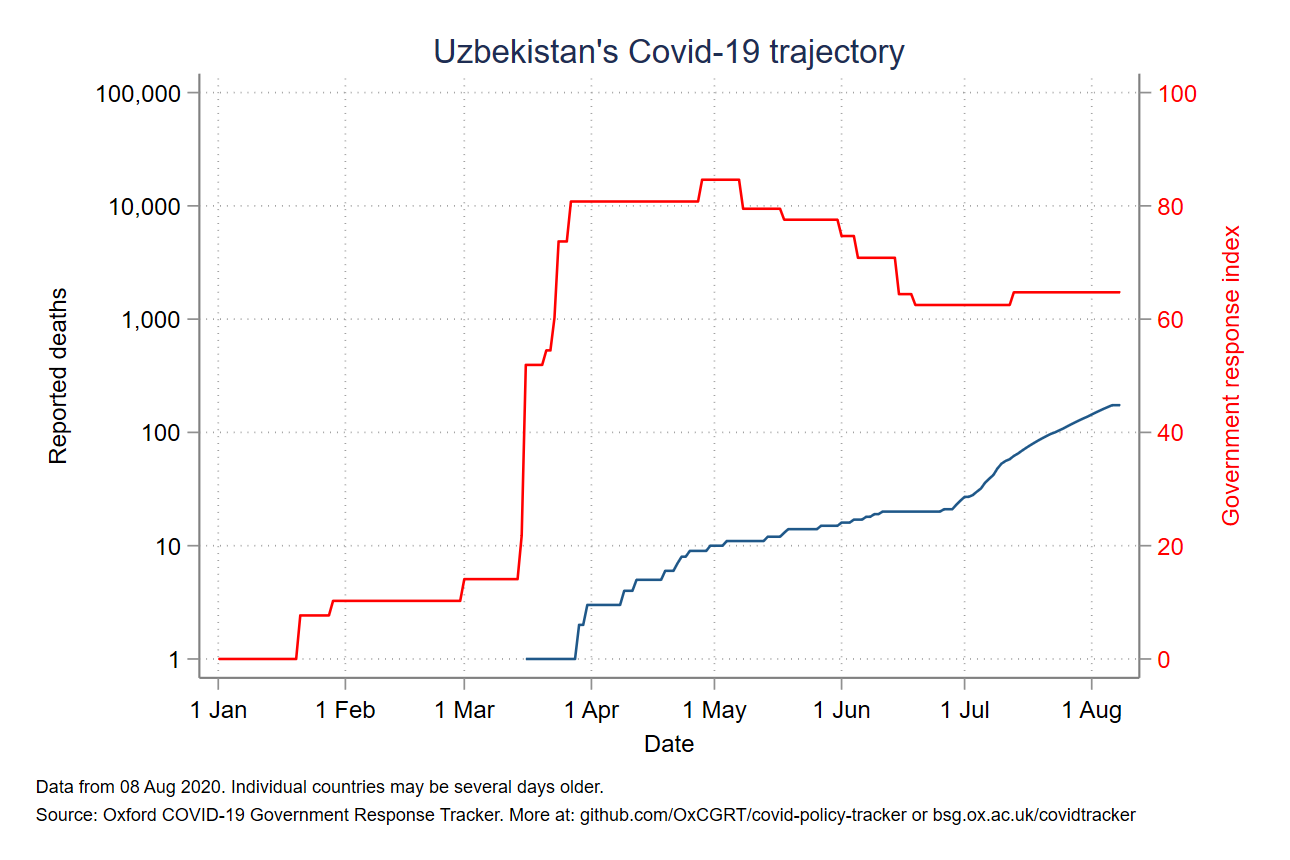 Uzbekistan's Covid-19 trajectory
100,000
10,000
1,000
100
10
1
Reported deaths
100
80
60
40
20
0
Government response index
1 Jan 1 Feb 1 Mar 1 Apr 1 May 1 Jun 1 Jul 1 Aug
Date
Data from 08 Aug 2020. Individual countries may be several days older.
Source: Oxford COVID-19 Government Response Tracker. More at: github.com/OxCGRT/covid-policy-tracker or bsg.ox.ac.uk/covidtracker